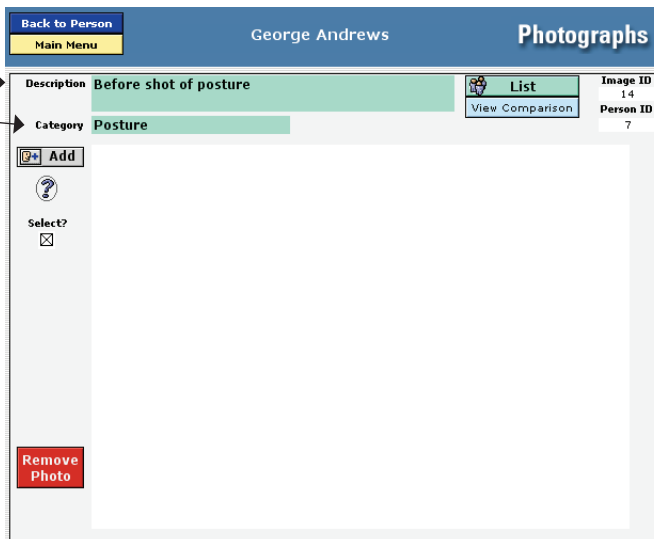 Back to Person
Main Menu
George Andrews
Photographs
Description
Before shot of posture
List
View Comparison
Image ID
14
Person ID
7
Category
Posture
Add
?
Select?
Remove
Photo